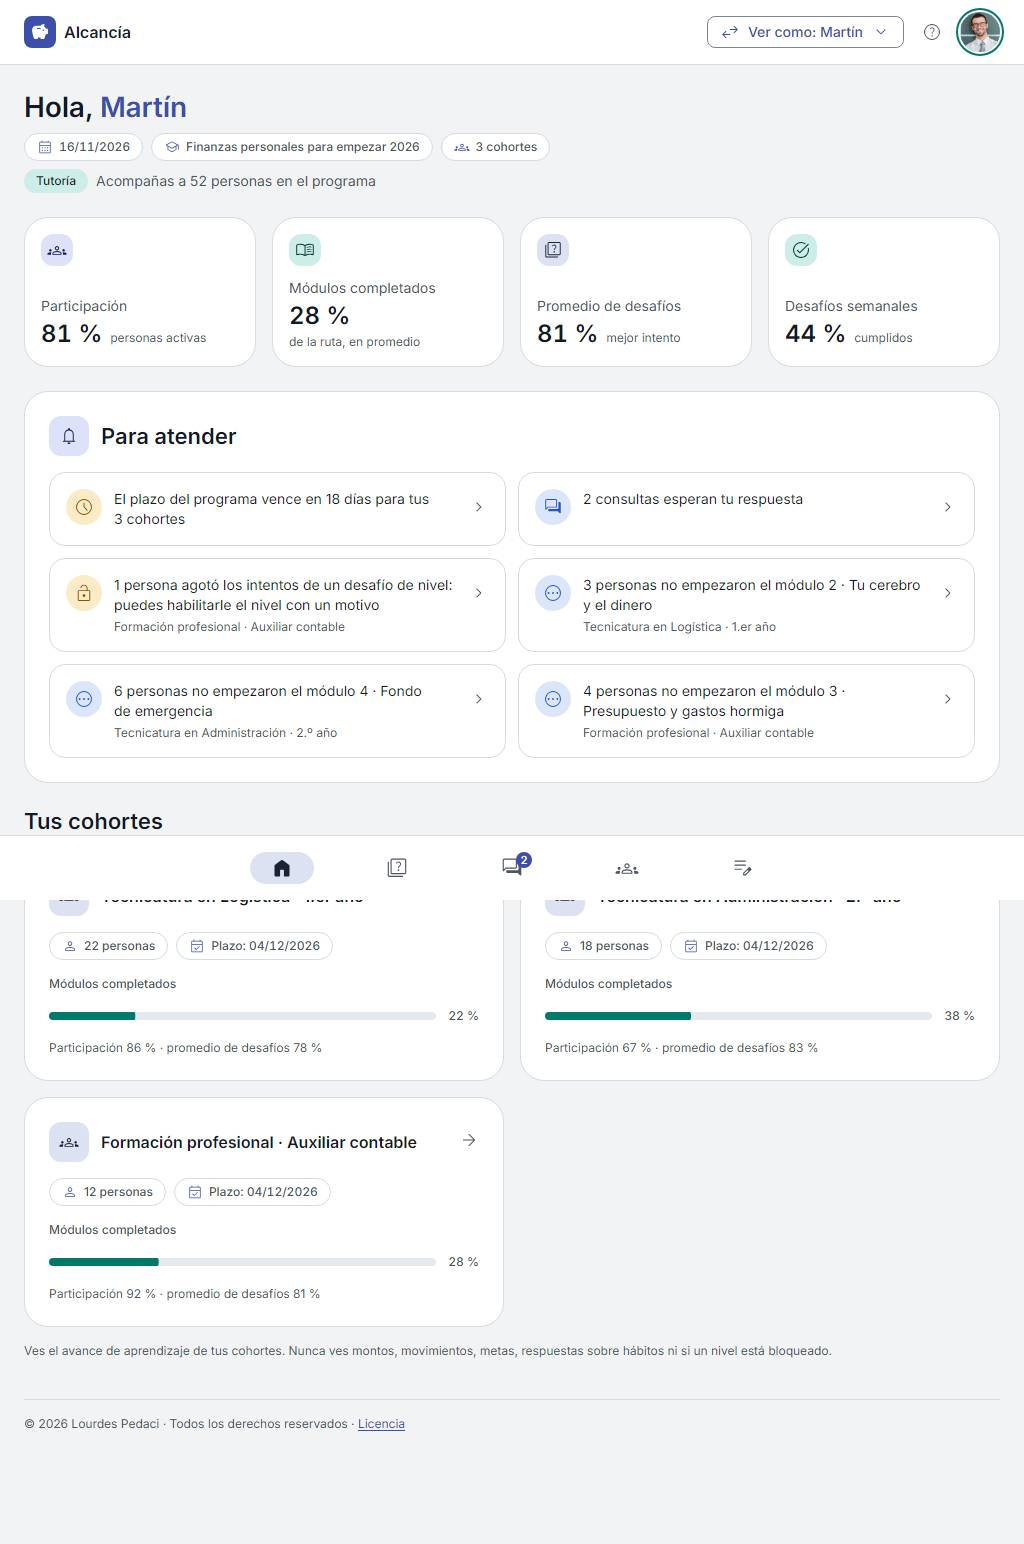 Alcancía
Ver como: Martín
Hola, Martín
16/11/2026
Finanzas personales para empezar 2026
3 cohortes
Tutoría
Acompañas a 52 personas en el programa
Participación
81 % personas activas
Módulos completados
28 %
de la ruta, en promedio
Promedio de desafíos
81 % mejor intento
Desafíos semanales
44 % cumplidos
Para atender
El plazo del programa vence en 18 días para tus
3 cohortes
2 consultas esperan tu respuesta
1 persona agotó los intentos de un desafío de nivel:
puedes habilitarle el nivel con un motivo
Formación profesional · Auxiliar contable
3 personas no empezaron el módulo 2 · Tu cerebro
y el dinero
Tecnicatura en Logística · 1.er año
6 personas no empezaron el módulo 4 · Fondo
de emergencia
Tecnicatura en Administración · 2.º año
4 personas no empezaron el módulo 3 ·
Presupuesto y gastos hormiga
Formación profesional · Auxiliar contable
Tus cohortes
2
22 personas
Plazo: 04/12/2026
Módulos completados
22 %
Participación 86 % · promedio de desafíos 78 %
18 personas
Plazo: 04/12/2026
Módulos completados
38 %
Participación 67 % · promedio de desafíos 83 %
Formación profesional · Auxiliar contable
12 personas
Plazo: 04/12/2026
Módulos completados
28 %
Participación 92 % · promedio de desafíos 81 %
Ves el avance de aprendizaje de tus cohortes. Nunca ves montos, movimientos, metas, respuestas sobre hábitos ni si un nivel está bloqueado.
© 2026 Lourdes Pedaci · Todos los derechos reservados · Licencia